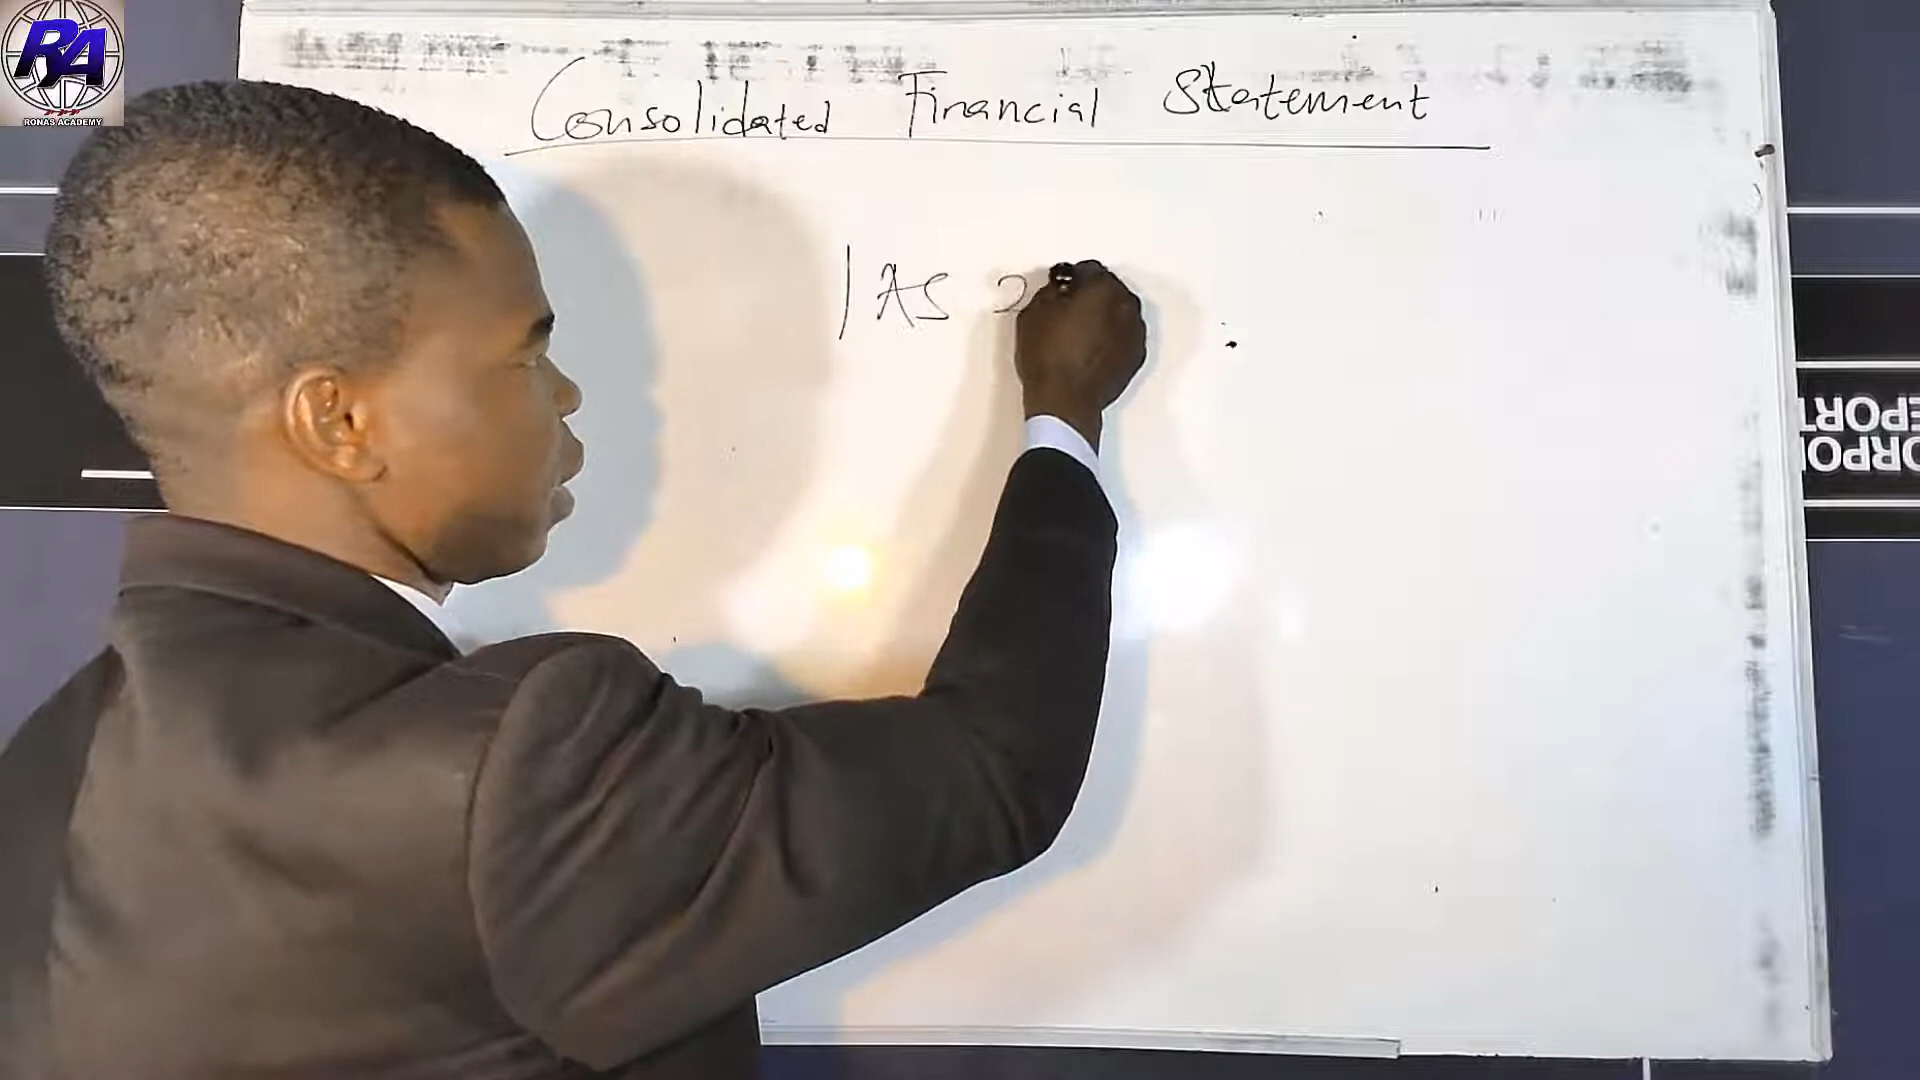 RA
RONAS ACADEMY
Consolidated Financial Statement
IAS 2